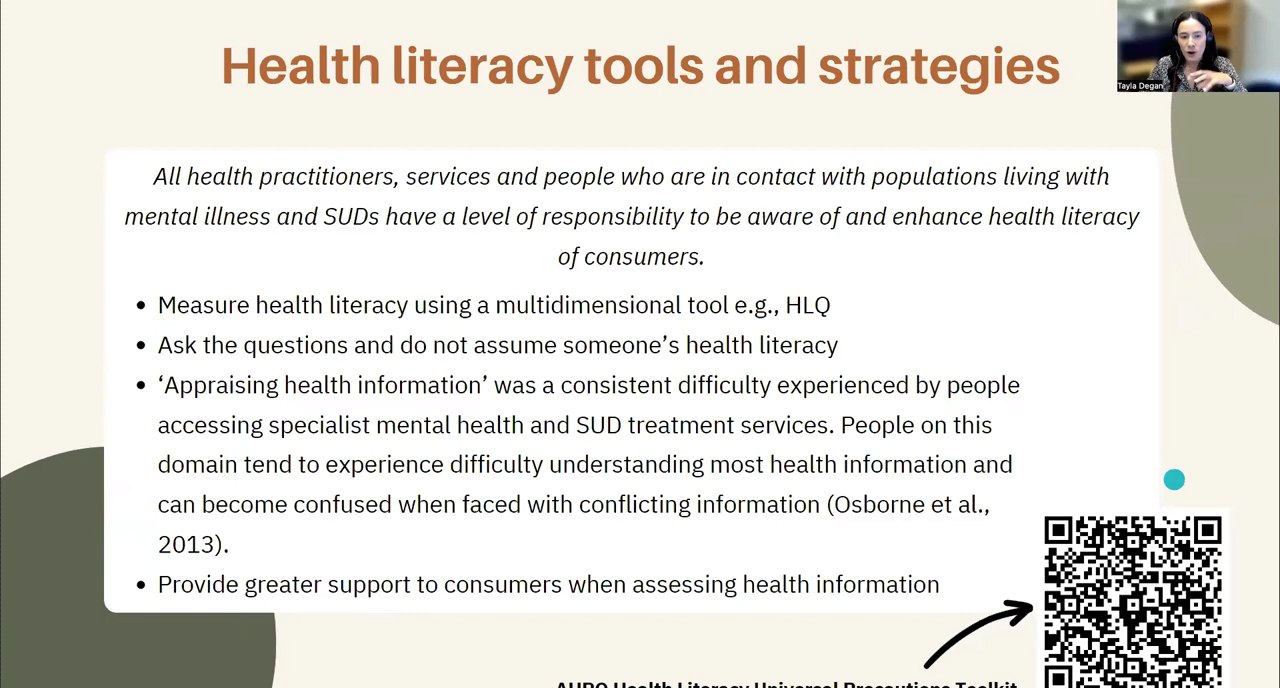 Health literacy tools and strategies
Tayla Degan
All health practitioners, services and people who are in contact with populations living with
mental illness and SUDs have a level of responsibility to be aware of and enhance health literacy
of consumers.
• Measure health literacy using a multidimensional tool e.g., HLQ
• Ask the questions and do not assume someone’s health literacy
• ‘Appraising health information’ was a consistent difficulty experienced by people
accessing specialist mental health and SUD treatment services. People on this
domain tend to experience difficulty understanding most health information and
can become confused when faced with conflicting information (Osborne et al.,
2013).
• Provide greater support to consumers when assessing health information
Health Literacy Universal Precautions Toolkit